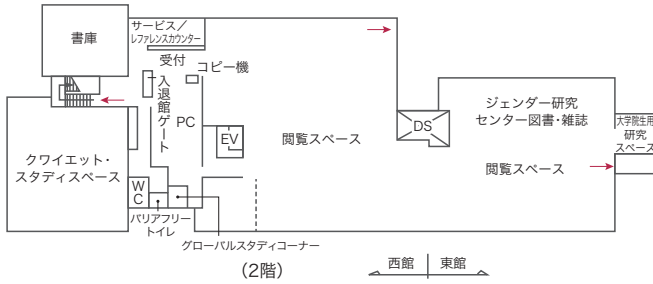 書庫
サービス／
レファレンスカウンター
受付
コピー機
入退館ゲート
PC
EV
閲覧スペース
DS
ジェンダー研究
センター図書・雑誌
閲覧スペース
大学院生用
研究
スペース
クワイエット・
スタディスペース
WC
バリアフリー
トイレ
グローバルスタディコーナー
（2階）
西館
東館